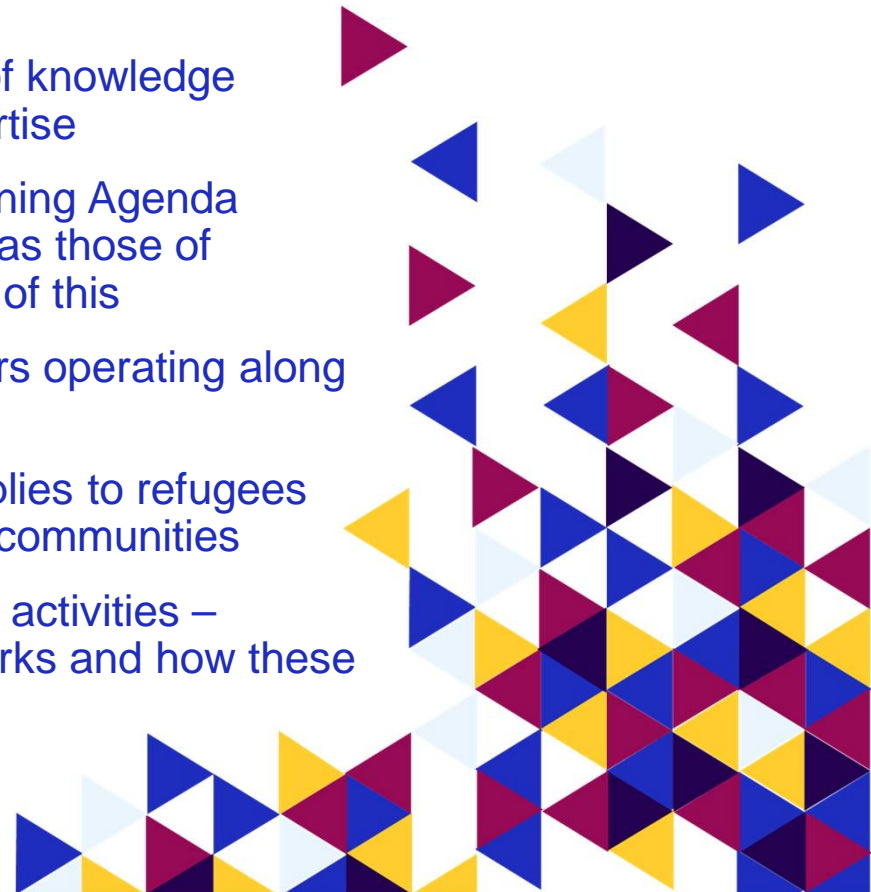 of knowledge
rtise
ning Agenda
as those of
of this
rs operating along
plies to refugees
communities
activities –
rks and how these